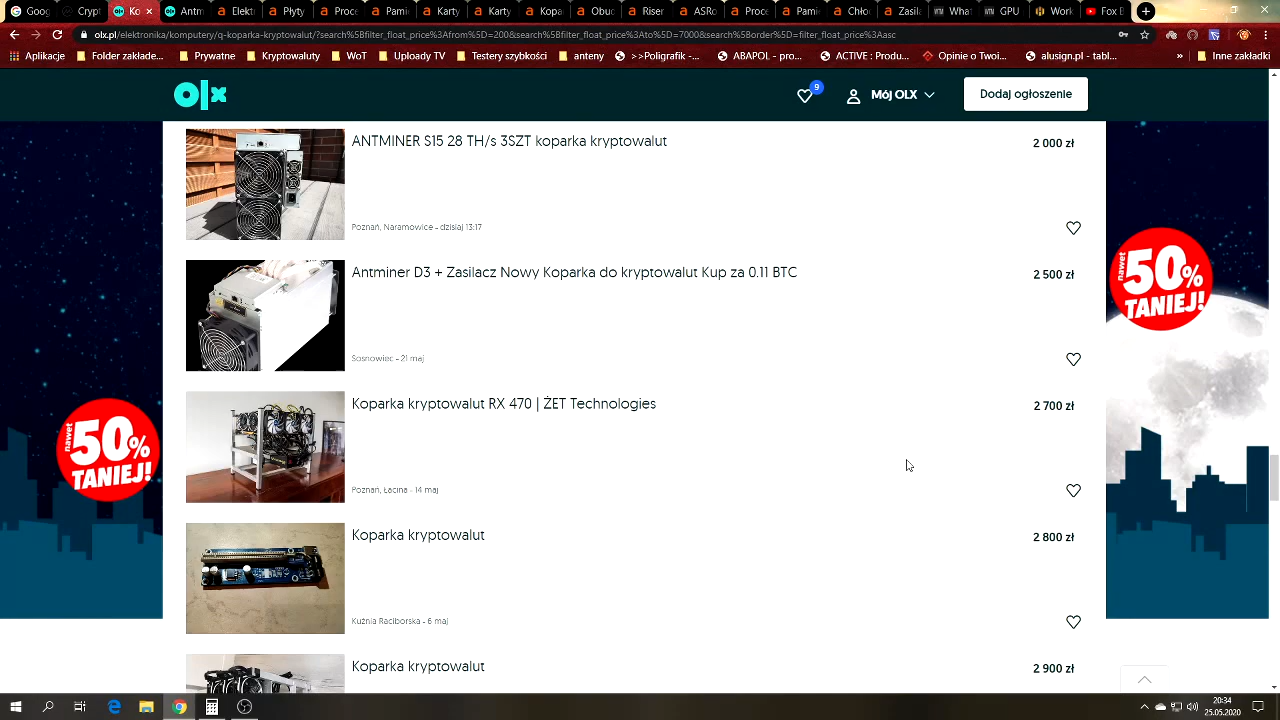 Goog
Crypt
Ko
Antm
Elektr
Płyty
Proce
Pami
Karty
Karty
Kopa
Obuc
Riser
ASRo
Proce
Pami
Chło
Zasila
What
GPU
Work
Fox B
olx.pl/elektronika/komputery/q-koparka-kryptowalut/?search%5Bfilter_float_price%3Afrom%5D=200&search%5Bfilter_float_price%3Ato%5D=7000&search%5Border%5D=filter_float_price%3Aasc
Aplikacje
Folder zakłade...
Prywatne
Kryptowaluty
WoT
Uploady TV
Testery szybkości
anteny
>>Poligrafik -...
ABAPOL - pro...
ACTIVE : Produ...
Opinie o Twoi...
alusign.pl - tabl...
»
Inne zakładki
olx
9
Mój OLX
Dodaj ogłoszenie
ANTMINER S15 28 TH/s 3SZT koparka kryptowalut
2 000 zł
Poznań, Naramowice - dzisiaj 13:17
Antminer D3 + Zasilacz Nowy Koparka do kryptowalut Kup za 0.11 BTC
2 500 zł
Sosnowiec - 21 maj
Koparka kryptowalut RX 470 | ŻET Technologies
2 700 zł
Poznań, Łacina - 14 maj
Koparka kryptowalut
2 800 zł
Kuźnia Raciborska - 6 maj
Koparka kryptowalut
2 900 zł
nawet
50%
TANIEJ!
nawet
50%
TANIEJ!
20:34
25.05.2020